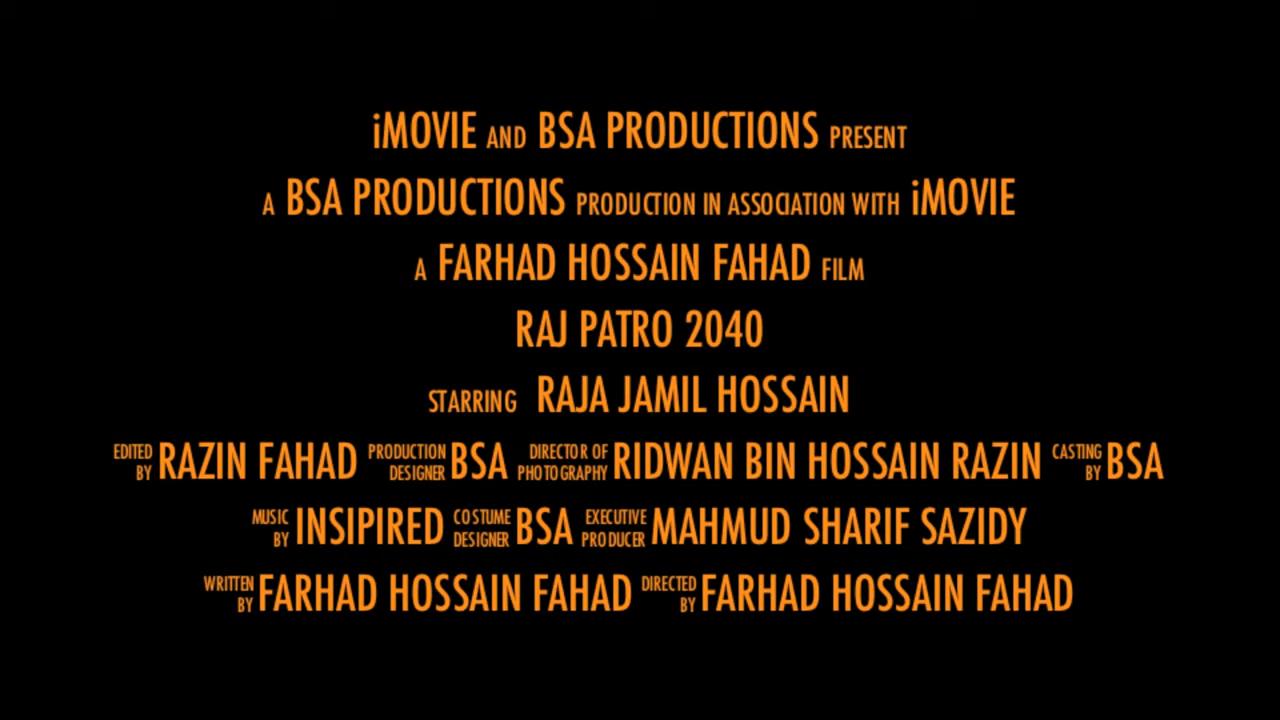 iMOVIE AND BSA PRODUCTIONS PRESENT
A BSA PRODUCTIONS PRODUCTION IN ASSOCIATION WITH iMOVIE
A FARHAD HOSSAIN FAHAD FILM
RAJ PATRO 2040
STARRING RAJA JAMIL HOSSAIN
EDITED BY RAZIN FAHAD PRODUCTION DESIGNER BSA DIRECTOR OF PHOTOGRAPHY RIDWAN BIN HOSSAIN RAZIN CASTING BY BSA
MUSIC BY INSIPIRED COSTUME DESIGNER BSA EXECUTIVE PRODUCER MAHMUD SHARIF SAZIDY
WRITTEN BY FARHAD HOSSAIN FAHAD DIRECTED BY FARHAD HOSSAIN FAHAD